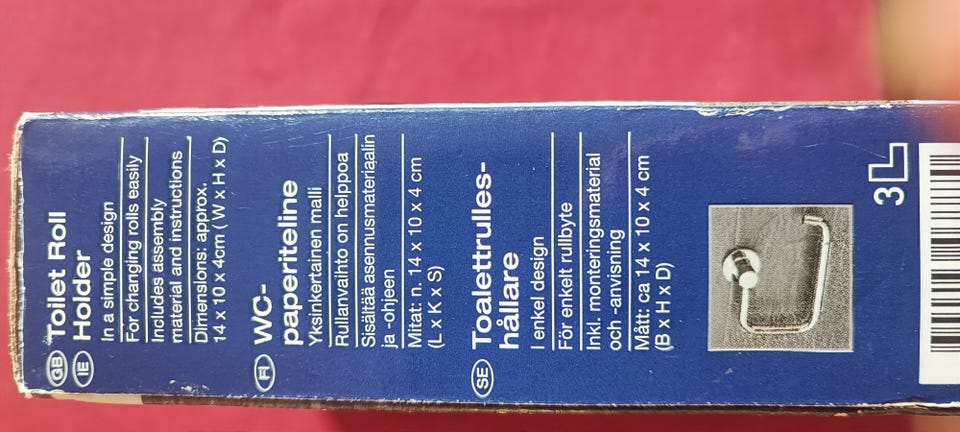 GB Toilet Roll
IE Holder
In a simple design
For changing rolls easily
Includes assembly
material and instructions
Dimensions: approx.
14 x 10 x 4cm ( W x H x D)
FI WC-
paperiteline
Yksinkertainen malli
Rullanvaihto on helppoa
Sisältää asennusmateriaalin
ja -ohjeen
Mitat: n. 14 x 10 x 4 cm
(L x K x S)
SE Toalettrulles-
hållare
I enkel design
För enkelt rullbyte
Inkl. monteringsmaterial
och -anvisning
Mått: ca 14 x 10 x 4 cm
(B x H x D)
3L